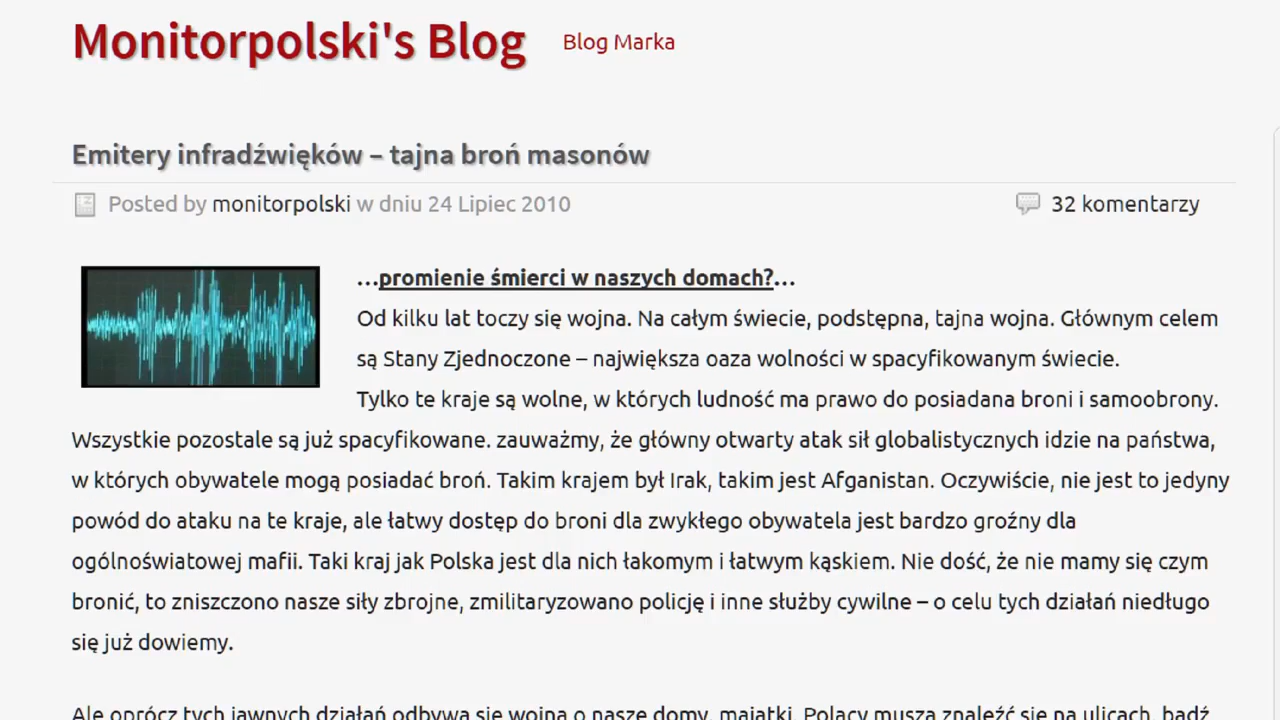 Monitorpolski's Blog Blog Marka
Emitery infradźwięków – tajna broń masonów
Posted by monitorpolski w dniu 24 Lipiec 2010 32 komentarzy
…promienie śmierci w naszych domach?…
Od kilku lat toczy się wojna. Na całym świecie, podstępna, tajna wojna. Głównym celem
są Stany Zjednoczone – największa oaza wolności w spacyfikowanym świecie.
Tylko te kraje są wolne, w których ludność ma prawo do posiadana broni i samoobrony.
Wszystkie pozostale są już spacyfikowane. zauważmy, że główny otwarty atak sił globalistycznych idzie na państwa,
w których obywatele mogą posiadać broń. Takim krajem był Irak, takim jest Afganistan. Oczywiście, nie jest to jedyny
powód do ataku na te kraje, ale łatwy dostęp do broni dla zwykłego obywatela jest bardzo groźny dla
ogólnoświatowej mafii. Taki kraj jak Polska jest dla nich łakomym i łatwym kąskiem. Nie dość, że nie mamy się czym
bronić, to zniszczono nasze siły zbrojne, zmilitaryzowano policję i inne służby cywilne – o celu tych działań niedługo
się już dowiemy.
Ale oprócz tych jawnych działań odbywa się wojna o nasze domy, majątki. Polacy muszą znaleźć się na ulicach, bądź